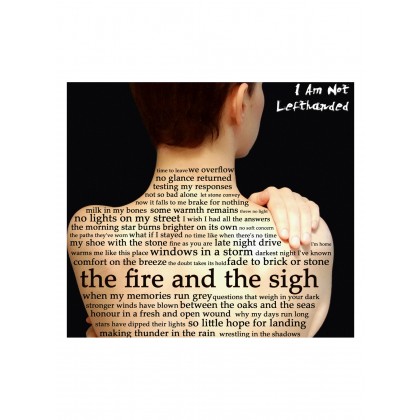 I Am Not
Lefthanded
time to leave we overflow
no glance returned
testing my responses
not so bad alone let stone convey
now it falls to me brake for nothing
milk in my bones some warmth remains there no light
no lights on my street I wish I had all the answers
the morning star burns brighter on its own no soft concern
the paths they've worn what if I stayed no time like when there's no time
my shoe with the stone fine as you are late night drive I'm home
warms me like this place windows in a storm darkest night I've known
comfort on the breeze the doubt takes its hold fade to brick or stone
the fire and the sigh
when my memories run grey questions that weigh in your dark
stronger winds have blown between the oaks and the seas
honour in a fresh and open wound why my days run long
stars have dipped their lights so little hope for landing
making thunder in the rain wrestling in the shadows